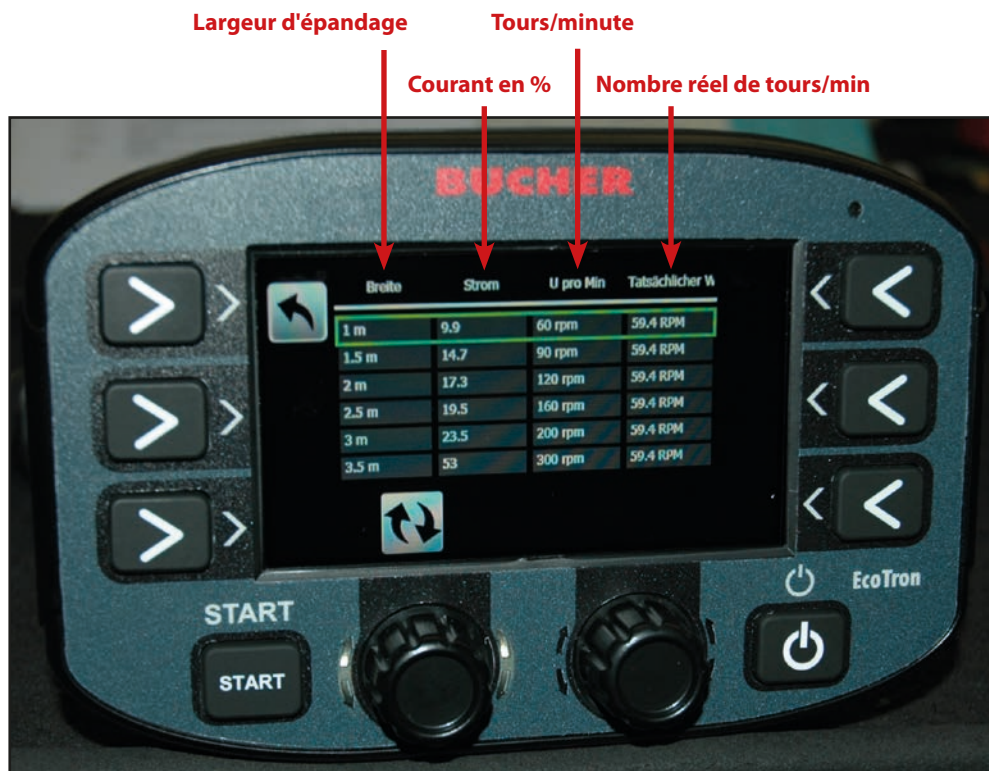 Largeur d'épandage Tours/minute
Courant en % Nombre réel de tours/min
BUCHER
Breite Strom U pro Min Tatsächlicher W
1 m 9.9 60 rpm 59.4 RPM
1.5 m 14.7 90 rpm 59.4 RPM
2 m 17.3 120 rpm 59.4 RPM
2.5 m 19.5 160 rpm 59.4 RPM
3 m 23.5 200 rpm 59.4 RPM
3.5 m 53 300 rpm 59.4 RPM
EcoTron
START
START